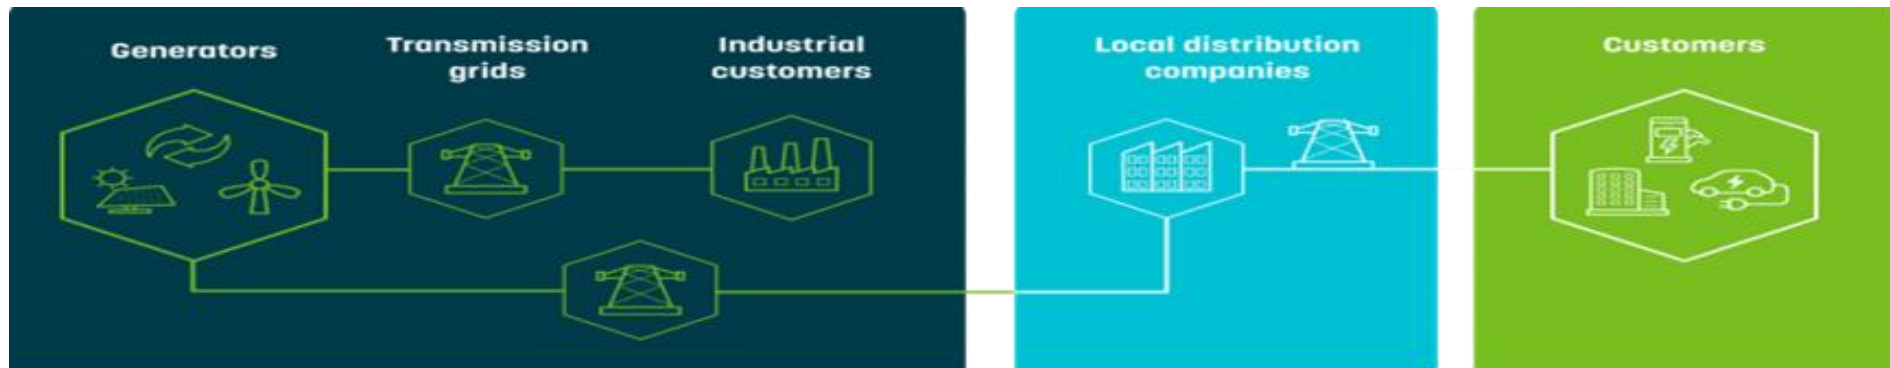 Generators
Transmission
grids
Industrial
customers
Local distribution
companies
Customers